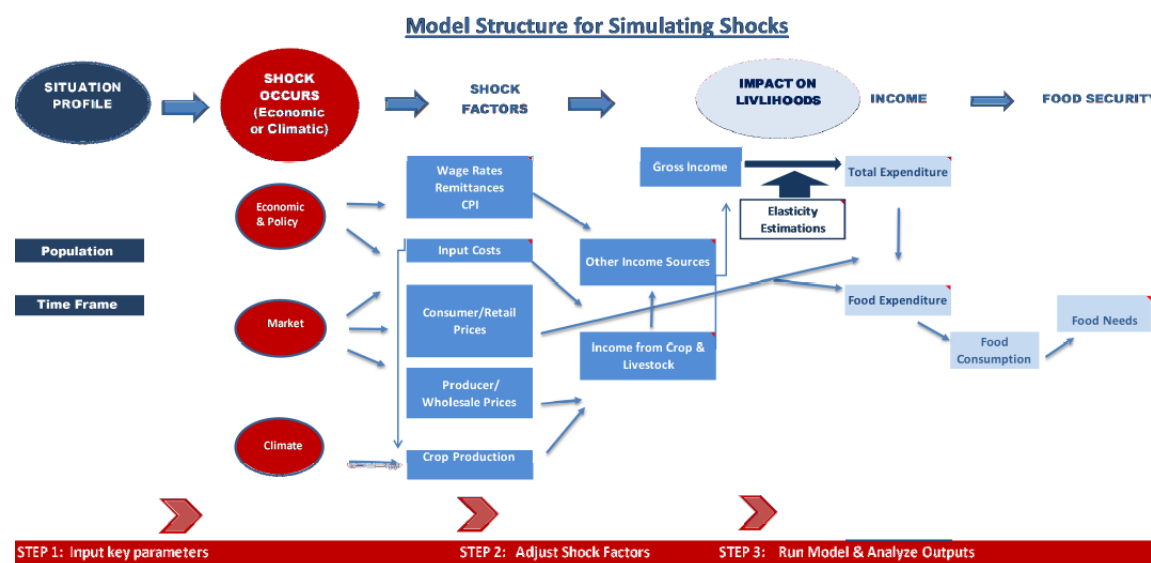 Model Structure for Simulating Shocks
SITUATION
PROFILE
SHOCK
OCCURS
(Economic
or Climatic)
SHOCK
FACTORS
IMPACT ON
LIVLIHOODS
INCOME
FOOD SECURITY
Economic
& Policy
Market
Climate
Population
Time Frame
Wage Rates
Remittances
CPI
Input Costs
Consumer/Retail
Prices
Producer/
Wholesale Prices
Crop Production
Other Income Sources
Income from Crop &
Livestock
Gross Income
Total Expenditure
Elasticity
Estimations
Food Expenditure
Food
Consumption
Food Needs
STEP 1: Input key parameters
STEP 2: Adjust Shock Factors
STEP 3: Run Model & Analyze Outputs